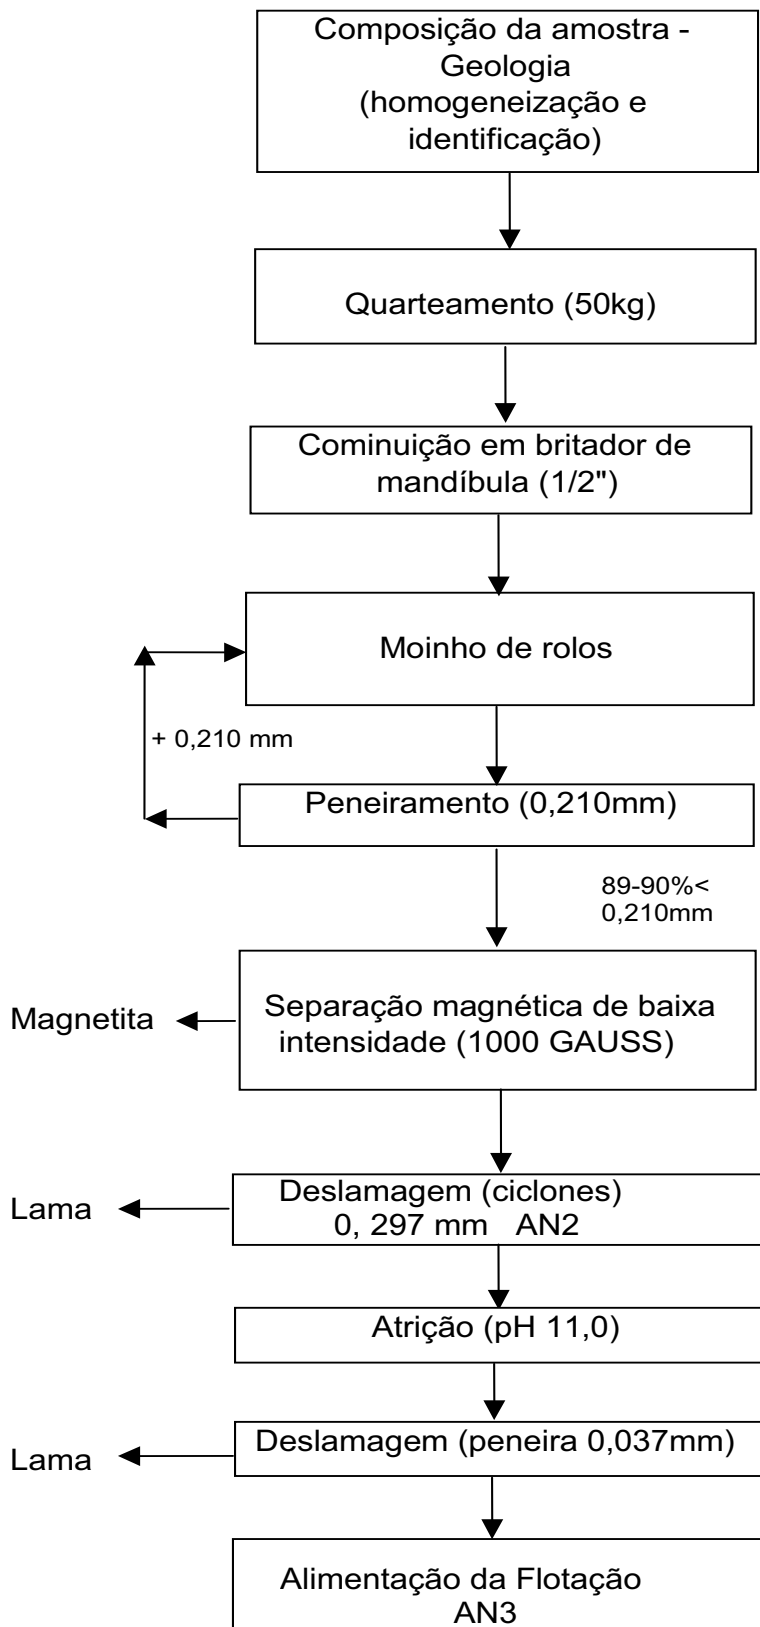 Composição da amostra -
Geologia
(homogeneização e
identificação)
Quarteamento (50kg)
Cominuição em britador de
mandíbula (1/2")
Moinho de rolos
+ 0,210 mm
Peneiramento (0,210mm)
89-90%<
0,210mm
Magnetita
Separação magnética de baixa
intensidade (1000 GAUSS)
Lama
Deslamagem (ciclones)
0, 297 mm AN2
Atrição (pH 11,0)
Lama
Deslamagem (peneira 0,037mm)
Alimentação da Flotação
AN3